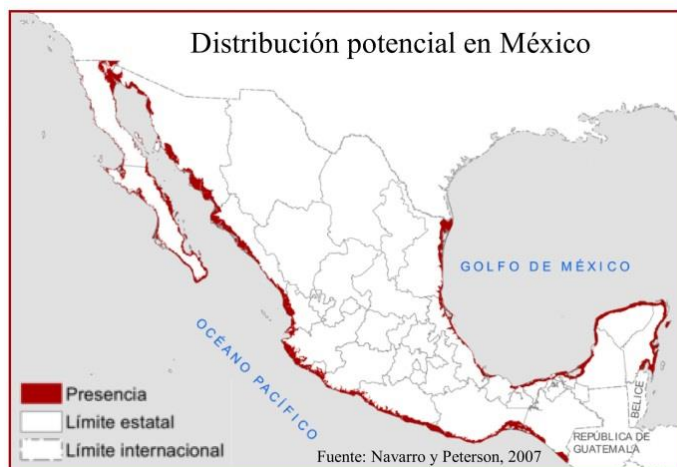 Distribución potencial en México
GOLFO DE MÉXICO
OCÉANO PACÍFICO
BELICE
REPÚBLICA DE
GUATEMALA
Presencia
Límite estatal
Límite internacional
Fuente: Navarro y Peterson, 2007